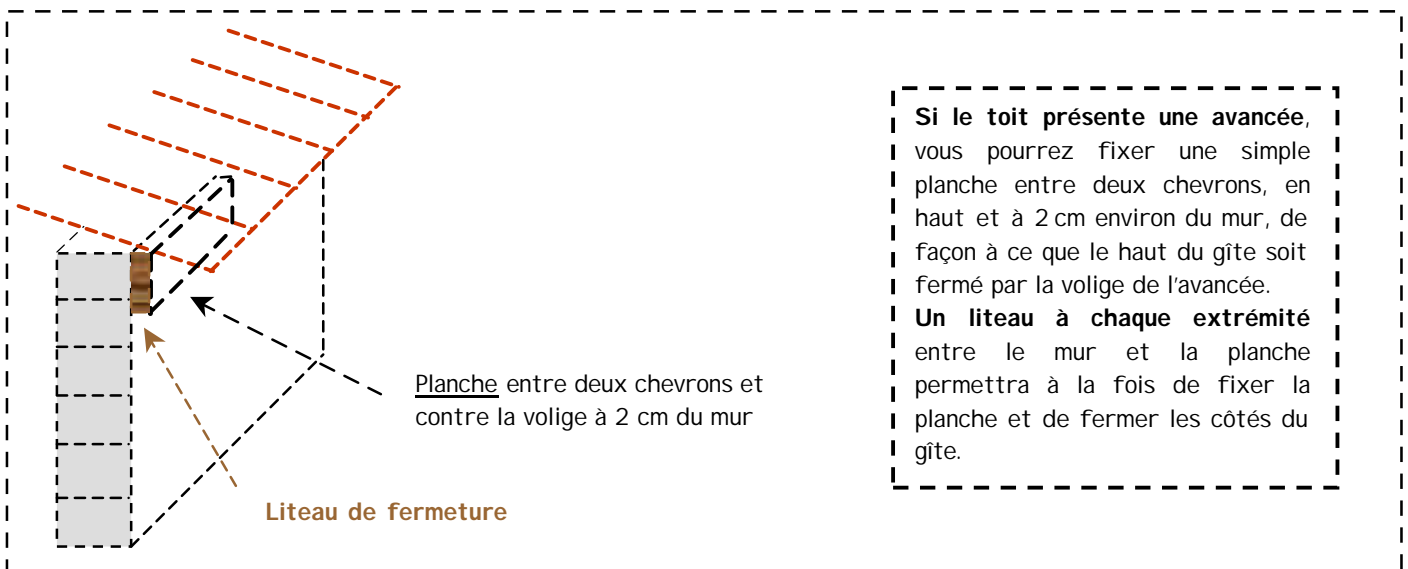 Si le toit présente une avancée,
vous pourrez fixer une simple
planche entre deux chevrons, en
haut et à 2 cm environ du mur, de
façon à ce que le haut du gîte soit
fermé par la volige de l'avancée.
Un liteau à chaque extrémité
entre le mur et la planche
permettra à la fois de fixer la
planche et de fermer les côtés du
gîte.
Planche entre deux chevrons et
contre la volige à 2 cm du mur
Liteau de fermeture